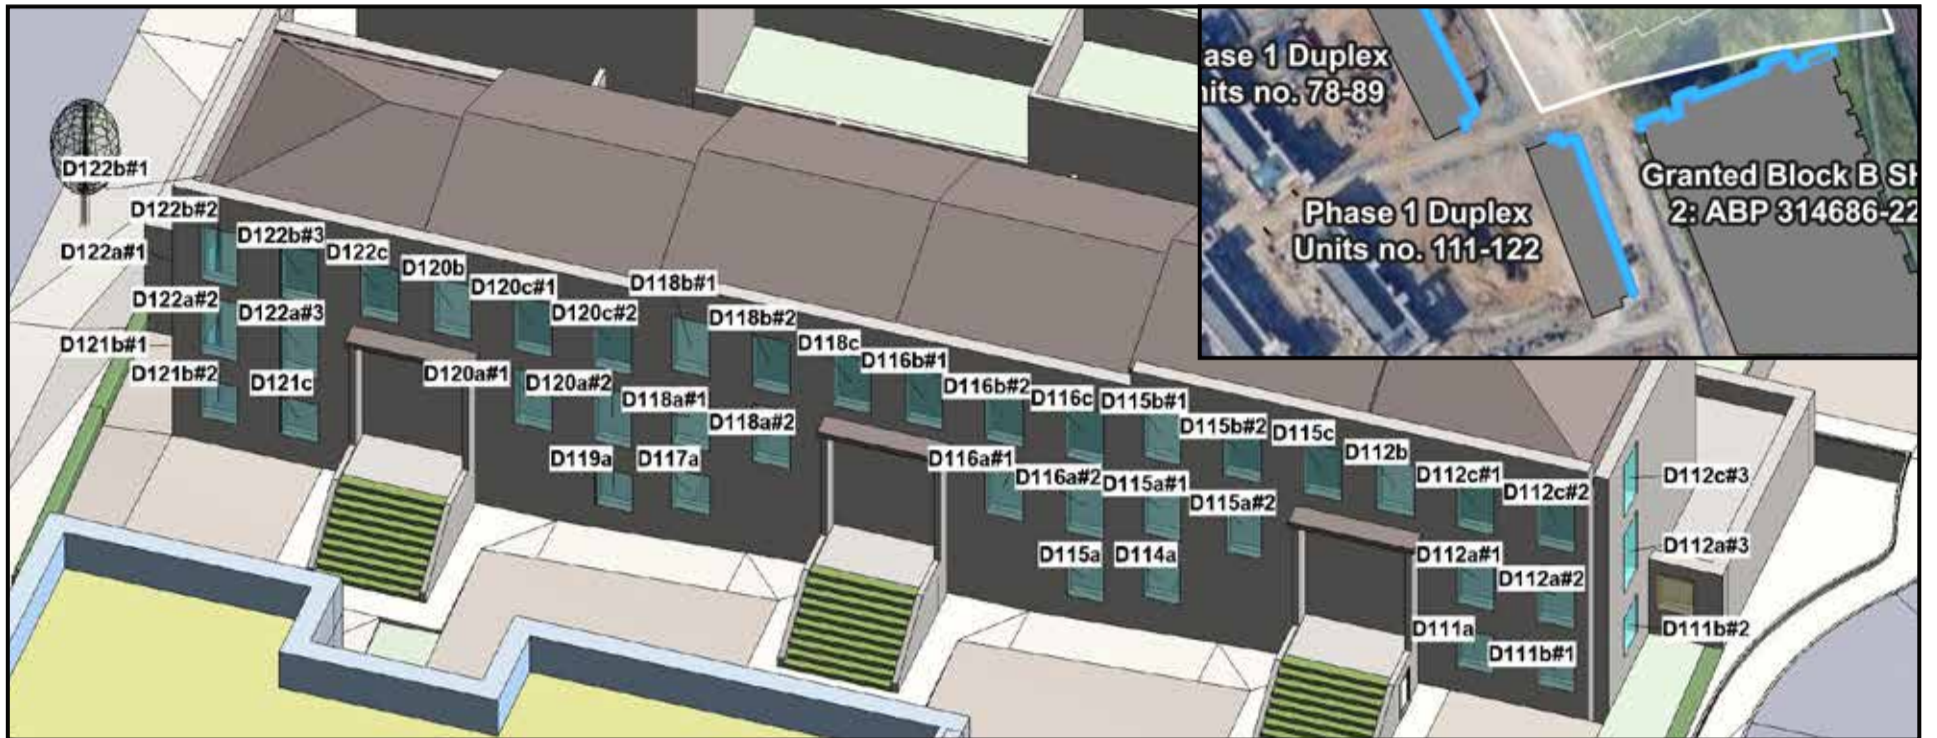 D122b#1
D122b#2
D122a#1
D122b#3
D122c
D120b
D120c#1
D118b#1
D122a#2
D122a#3
D120c#2
D118b#2
D121b#1
D118c
D116b#1
D121b#2
D121c
D120a#1
D120a#2
D118a#1
D116b#2
D116c
D115b#1
D118a#2
D115b#2
D115c
D119a
D117a
D116a#1
D112b
D116a#2
D115a#1
D112c#1
D112c#2
D112c#3
D115a#2
D115a
D114a
D112a#1
D112a#2
D112a#3
D111a
D111b#1
D111b#2
ase 1 Duplex
nits no. 78-89
Phase 1 Duplex
Units no. 111-122
Granted Block B SH
2: ABP 314686-22